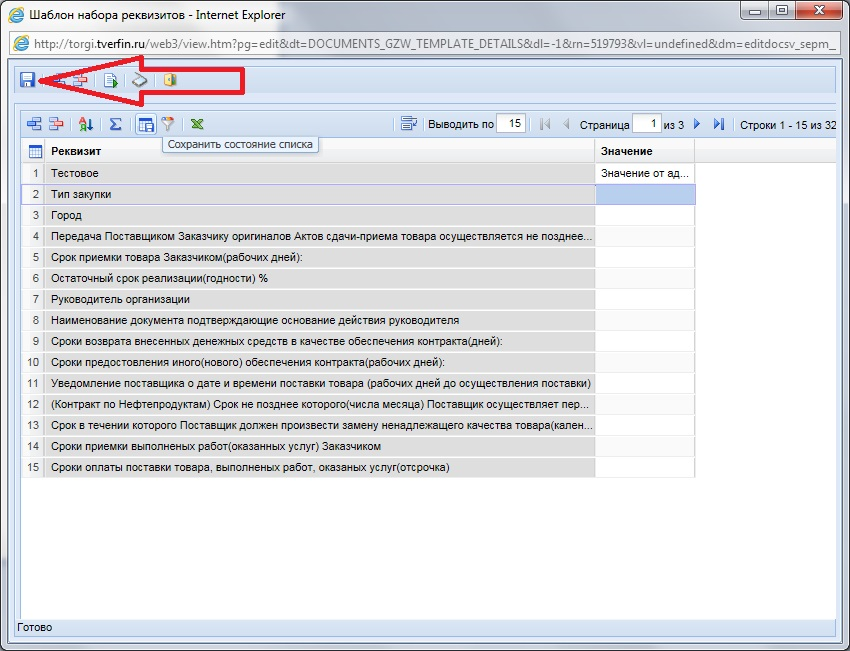 Шаблон набора реквизитов - Internet Explorer
http://torgi.tverfin.ru/web3/view.htm?pg=edit&dt=DOCUMENTS_GZW_TEMPLATE_DETAILS&dl=-1&rn=519793&vl=undefined&dm=editdocsv_sepm_
Выводить по 15 Страница 1 из 3 Строки 1 - 15 из 32
Сохранить состояние списка
Реквизит Значение
1 Тестовое Значение от ад...
2 Тип закупки
3 Город
4 Передача Поставщиком Заказчику оригиналов Актов сдачи-приема товара осуществляется не позднее...
5 Срок приемки товара Заказчиком(рабочих дней):
6 Остаточный срок реализации(годности) %
7 Руководитель организации
8 Наименование документа подтверждающие основание действия руководителя
9 Сроки возврата внесенных денежных средств в качестве обеспечения контракта(дней):
10 Сроки предостовления иного(нового) обеспечения контракта(рабочих дней):
11 Уведомление поставщика о дате и времени поставки товара (рабочих дней до осуществления поставки)
12 (Контракт по Нефтепродуктам) Срок не позднее которого(числа месяца) Поставщик осуществляет пер...
13 Срок в течении которого Поставщик должен произвести замену ненадлежащего качества товара(кален...
14 Сроки приемки выполненых работ(оказанных услуг) Заказчиком
15 Сроки оплаты поставки товара, выполненых работ, оказаных услуг(отсрочка)
Готово